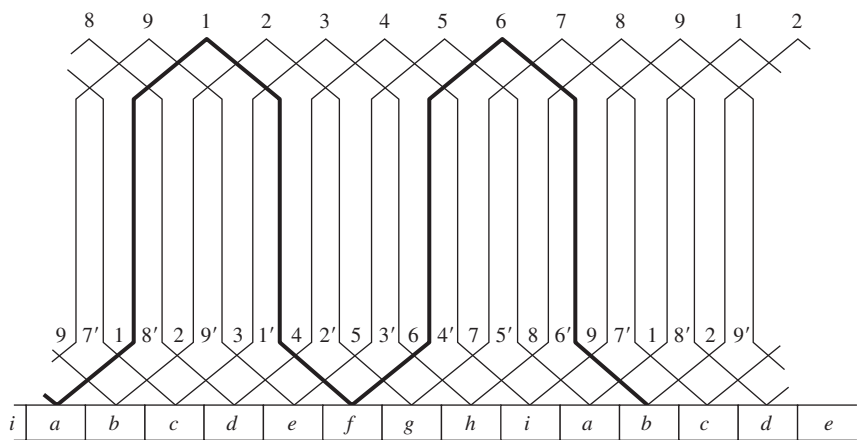 8 9 1 2 3 4 5 6 7 8 9 1 2
9 7′ 1 8′ 2 9′ 3 1′ 4 2′ 5 3′ 6 4′ 7 5′ 8 6′ 9 7′ 1 8′ 2 9′
i a b c d e f g h i a b c d e